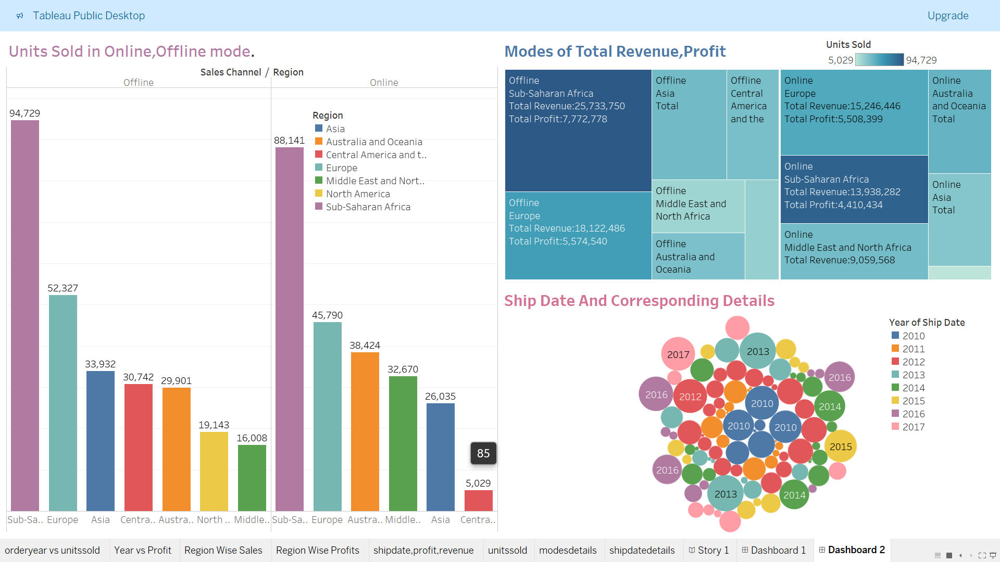 Tableau Public Desktop
Upgrade
Units Sold in Online,Offline mode.
Sales Channel / Region
Offline
Online
94,729
52,327
33,932
30,742
29,901
19,143
16,008
88,141
45,790
38,424
32,670
26,035
5,029
85
Region
Asia
Australia and Oceania
Central America and t..
Europe
Middle East and Nort..
North America
Sub-Saharan Africa
Sub-Sa..
Europe
Asia
Centra..
Austra..
North ..
Middle..
Sub-Sa..
Europe
Austra..
Middle..
Asia
Centra..
Modes of Total Revenue,Profit
Units Sold
5,029
94,729
Offline
Sub-Saharan Africa
Total Revenue:25,733,750
Total Profit:7,772,778
Offline
Europe
Total Revenue:18,122,486
Total Profit:5,574,540
Offline
Asia
Total
Offline
Central
America
and the
Offline
Middle East and
North Africa
Offline
Australia and
Oceania
Online
Europe
Total Revenue:15,246,446
Total Profit:5,508,399
Online
Sub-Saharan Africa
Total Revenue:13,938,282
Total Profit:4,410,434
Online
Middle East and North Africa
Total Revenue:9,059,568
Online
Australia
and Oceania
Total
Online
Asia
Total
Ship Date And Corresponding Details
2017
2013
2016
2016
2012
2010
2014
2010
2010
2015
2016
2013
2014
Year of Ship Date
2010
2011
2012
2013
2014
2015
2016
2017
orderyear vs unitssold
Year vs Profit
Region Wise Sales
Region Wise Profits
shipdate,profit,revenue
unitssold
modesdetails
shipdatedetails
Story 1
Dashboard 1
Dashboard 2